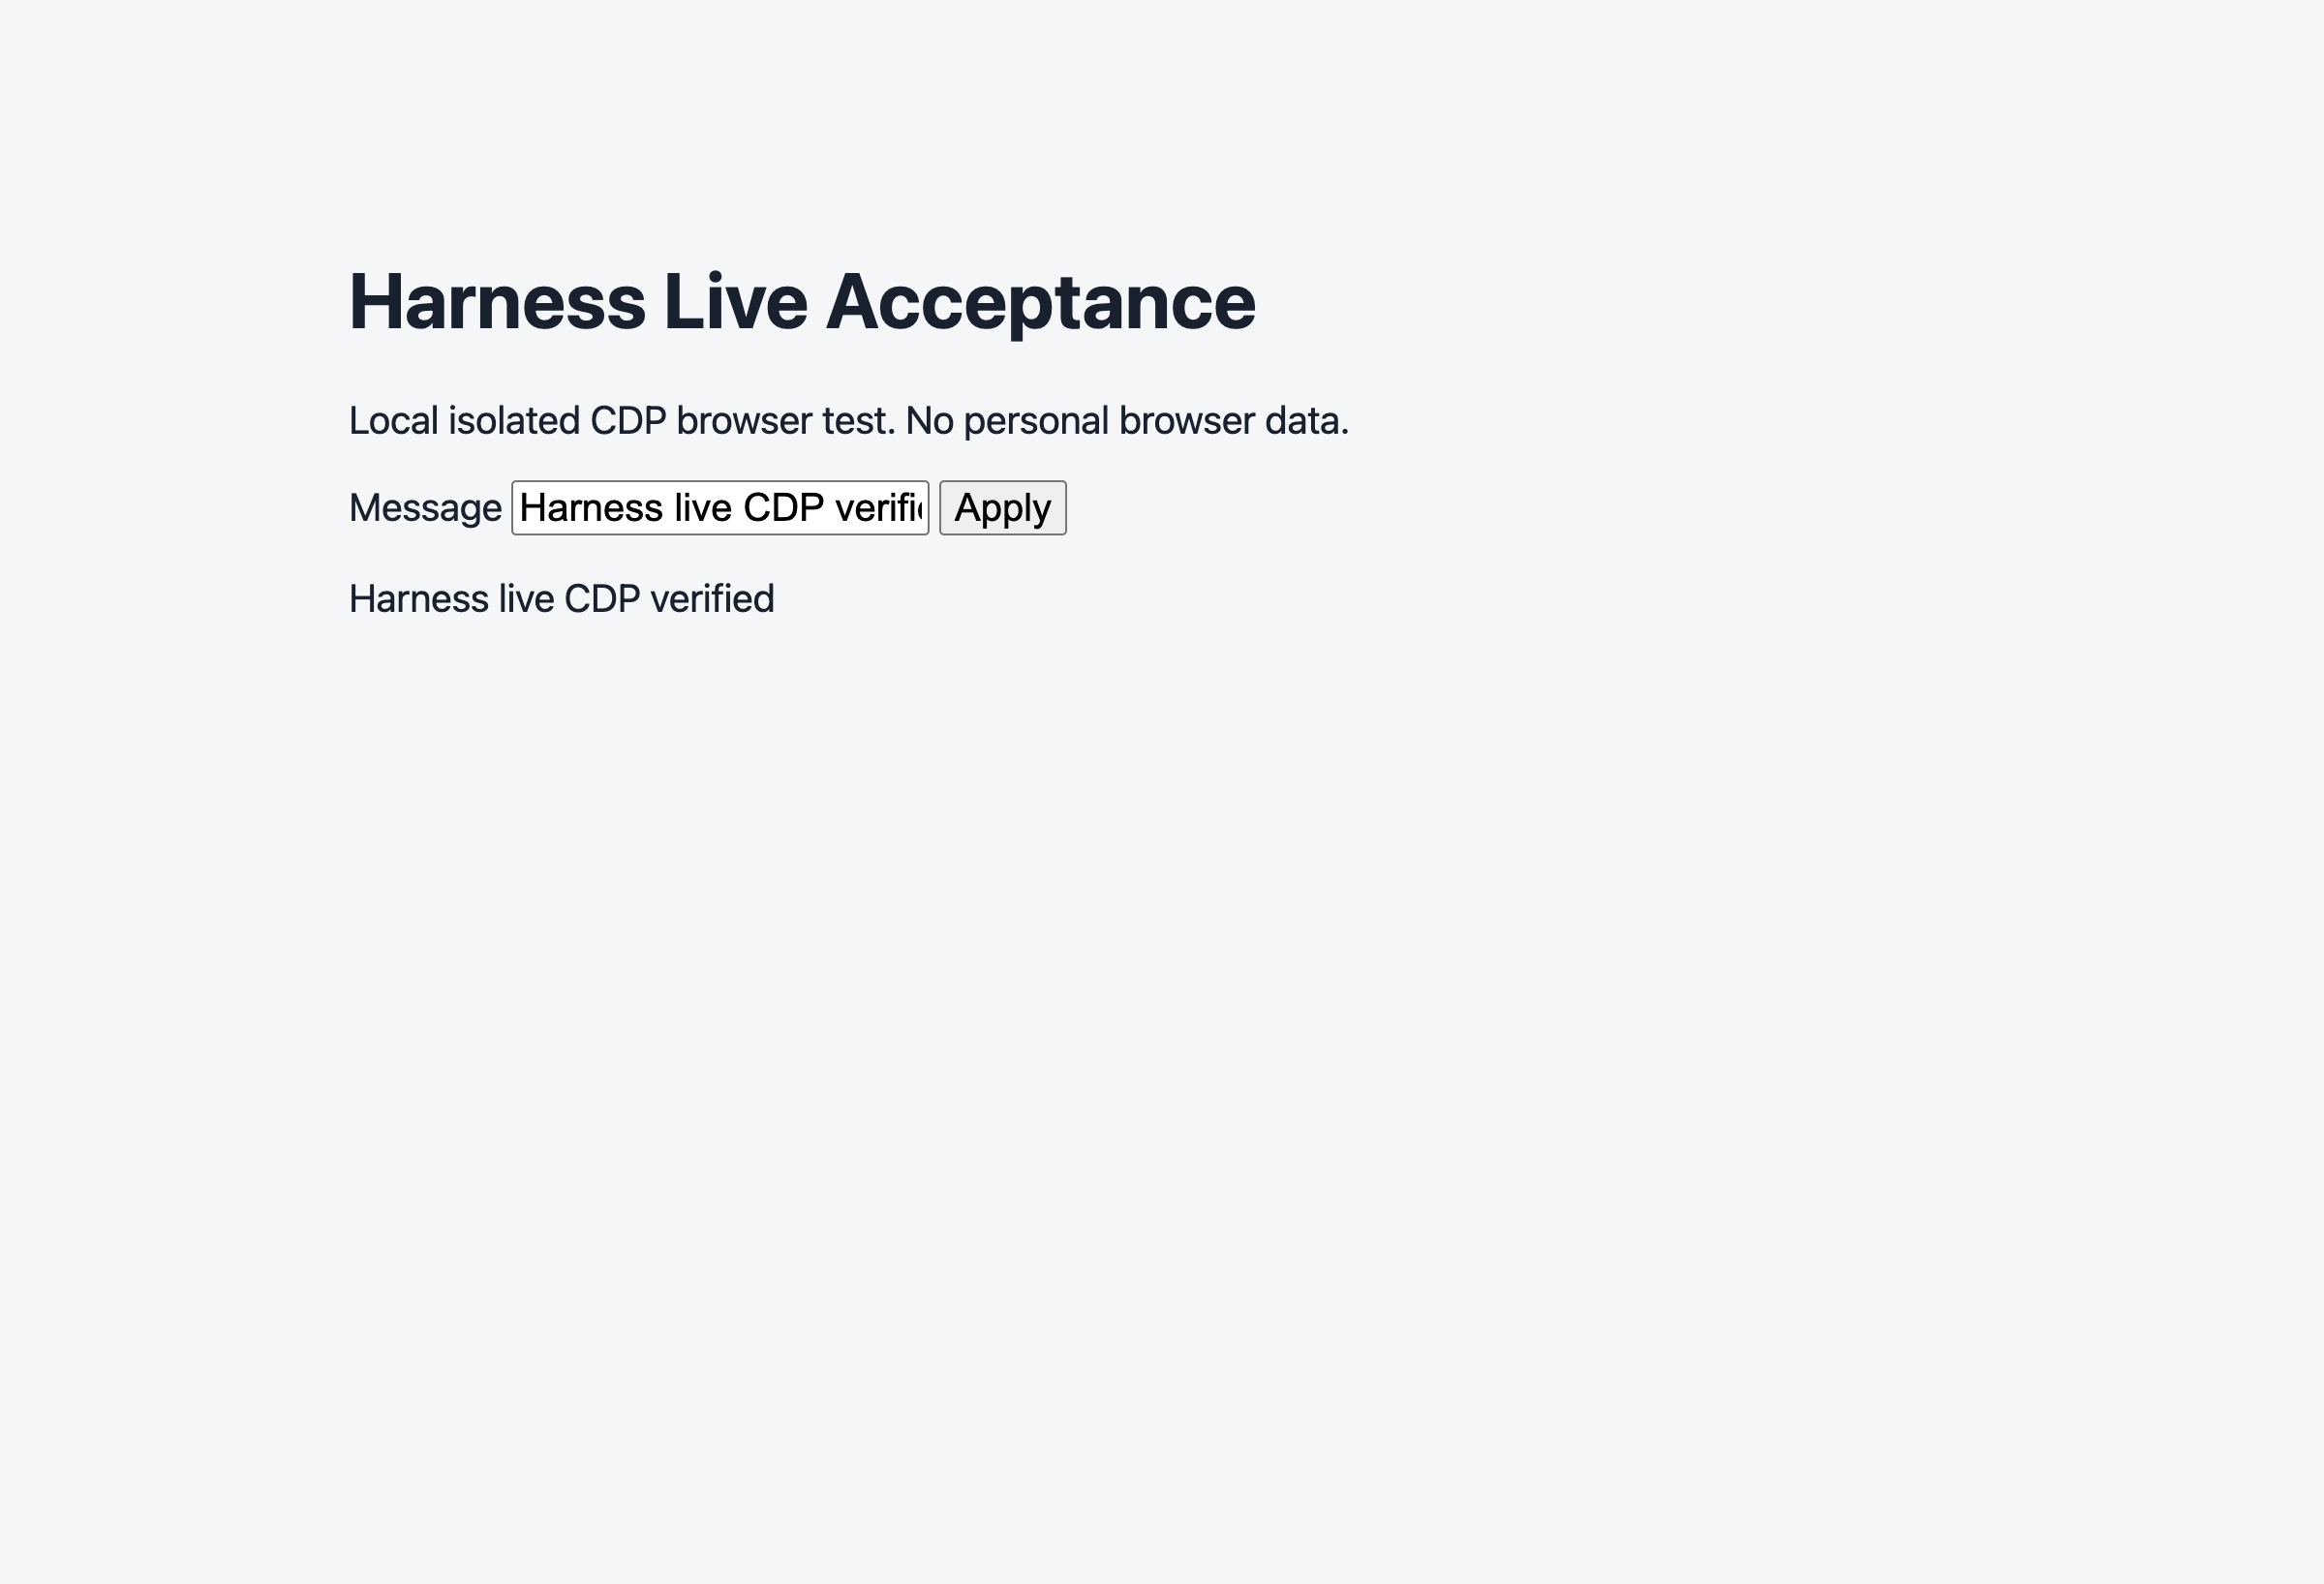 Harness Live Acceptance
Local isolated CDP browser test. No personal browser data.
Message Harness live CDP verifi Apply
Harness live CDP verified